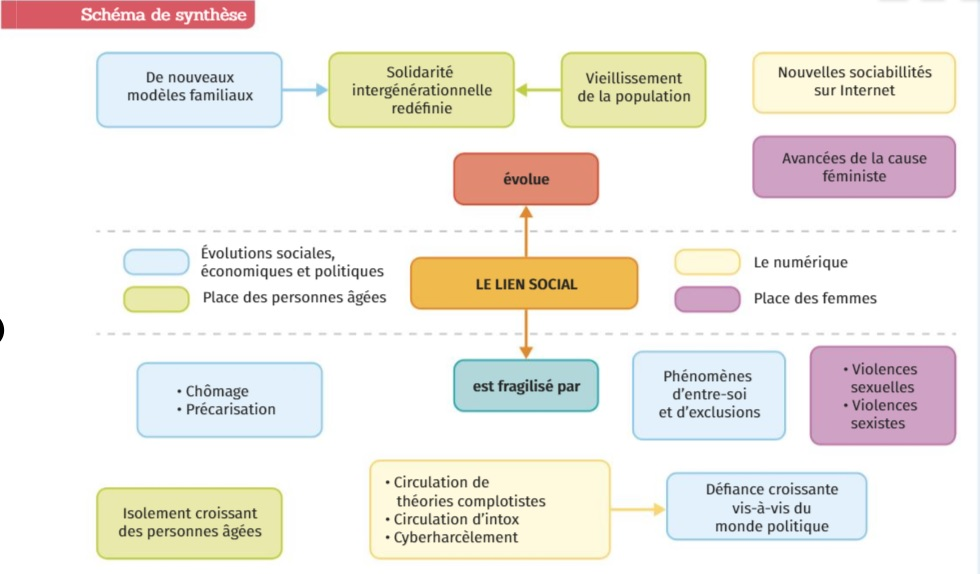 Schéma de synthèse
De nouveaux
modèles familiaux
Solidarité
intergénérationnelle
redéfinie
Vieillissement
de la population
Nouvelles sociabillités
sur Internet
Avancées de la cause
féministe
évolue
Évolutions sociales,
économiques et politiques
Place des personnes âgées
LE LIEN SOCIAL
Le numérique
Place des femmes
• Chômage
• Précarisation
est fragilisé par
Phénomènes
d'entre-soi
et d'exclusions
• Violences
sexuelles
• Violences
sexistes
Isolement croissant
des personnes âgées
• Circulation de
théories complotistes
• Circulation d'intox
• Cyberharcèlement
Défiance croissante
vis-à-vis du
monde politique